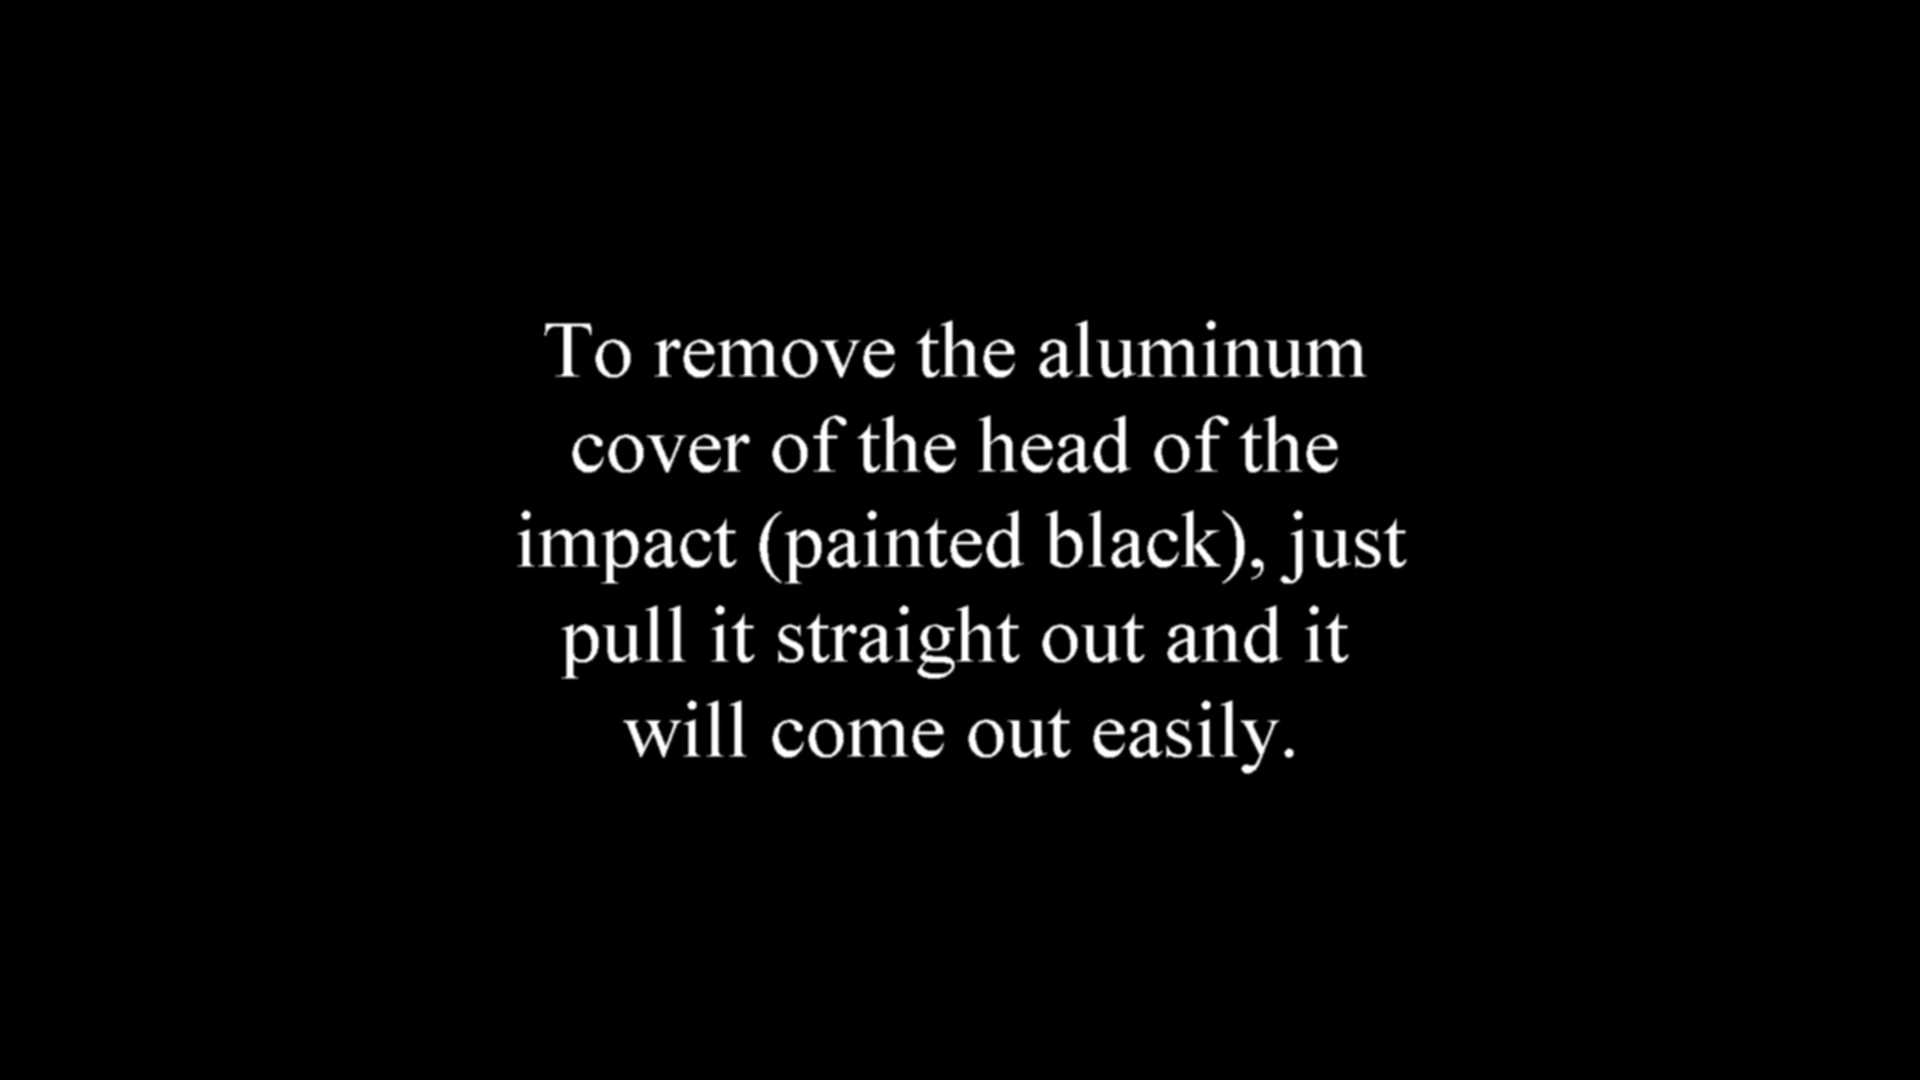 To remove the aluminum
cover of the head of the
impact (painted black), just
pull it straight out and it
will come out easily.